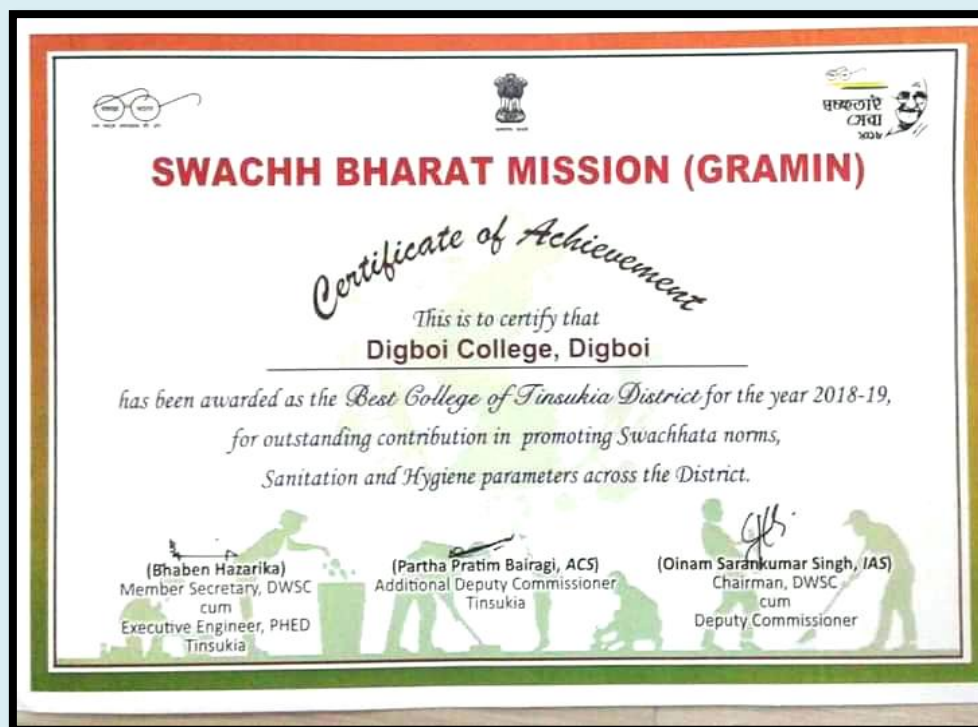 স্বচ্ছতাই
সেৱা
২০১৮
SWACHH BHARAT MISSION (GRAMIN)
Certificate of Achievement
This is to certify that
Digboi College, Digboi
has been awarded as the Best College of Tinsukia District for the year 2018-19,
for outstanding contribution in promoting Swachhata norms,
Sanitation and Hygiene parameters across the District.
(Bhaben Hazarika)
Member Secretary, DWSC
cum
Executive Engineer, PHED
Tinsukia
(Partha Pratim Bairagi, ACS)
Additional Deputy Commissioner
Tinsukia
(Oinam Sarankumar Singh, IAS)
Chairman, DWSC
cum
Deputy Commissioner